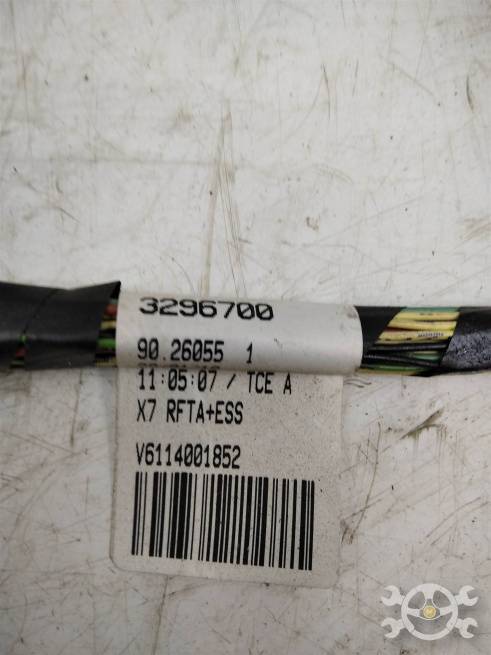 3296700
90.26055 1
11:05:07 / TCE A
X7 RFTA+ESS
V6114001852